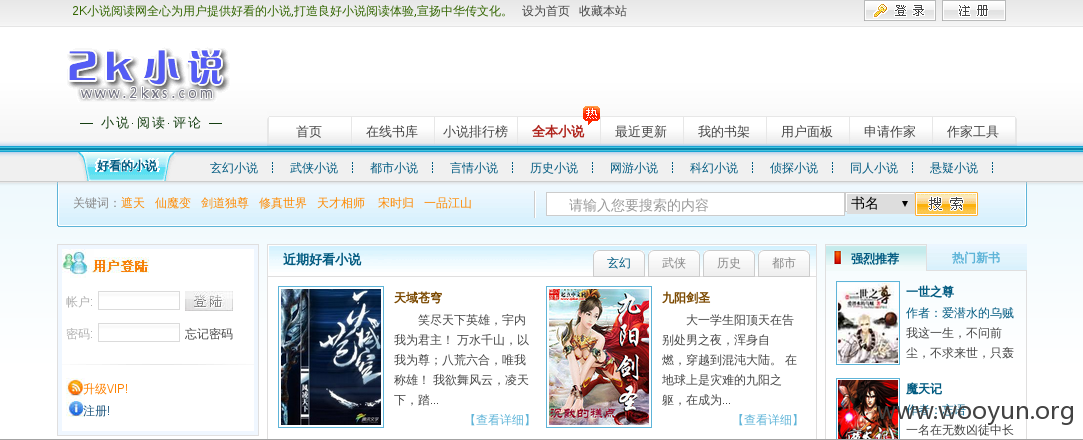 2K小说阅读网全心为用户提供好看的小说,打造良好小说阅读体验,宣扬中华传文化。 设为首页 收藏本站
登录 注册
2k小说
www.2kxs.com
— 小说·阅读·评论 —
热
首页 在线书库 小说排行榜 全本小说 最近更新 我的书架 用户面板 申请作家 作家工具
好看的小说 玄幻小说 武侠小说 都市小说 言情小说 历史小说 网游小说 科幻小说 侦探小说 同人小说 悬疑小说
关键词：遮天 仙魔变 剑道独尊 修真世界 天才相师 宋时归 一品江山 请输入您要搜索的内容 书名 搜索
用户登陆
帐户: 登陆
密码: 忘记密码
升级VIP!
注册!
近期好看小说 玄幻 武侠 历史 都市
天域苍穹
笑尽天下英雄，宇内
我为君主！ 万水千山，以
我为尊；八荒六合，唯我
称雄！ 我欲舞风云，凌天
下，踏...
[查看详细]
九阳剑圣
九阳剑圣
大一学生阳顶天在告
别处男之夜，浑身自
燃，穿越到混沌大陆。 在
地球上是灾难的九阳之
躯，在成为...
[查看详细]
强烈推荐 热门新书
一世之尊
一世之尊
作者：爱潜水的乌贼
我这一生，不问前
尘，不求来世，只轰
魔天记
一名在无数凶徒中长
www.wooyun.org